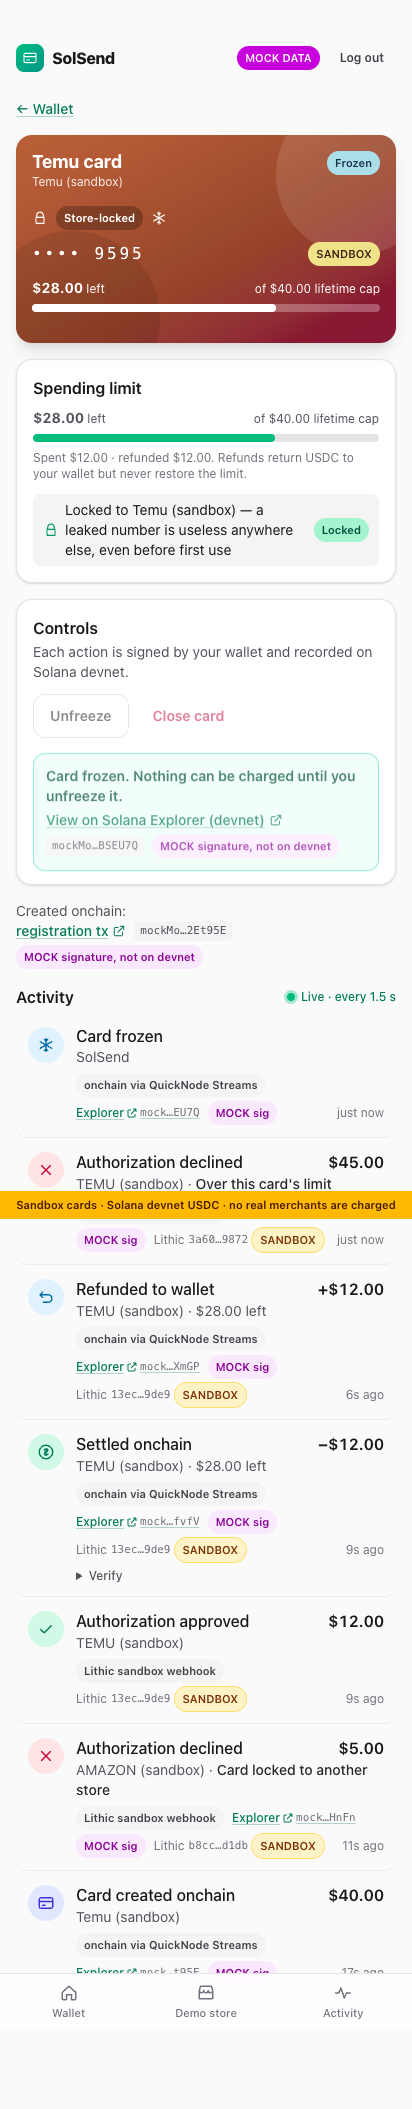 SolSend
MOCK DATA
Log out
← Wallet
Temu card
Frozen
Temu (sandbox)
Store-locked
•••• 9595
SANDBOX
$28.00 left
of $40.00 lifetime cap
Spending limit
$28.00 left
of $40.00 lifetime cap
Spent $12.00 · refunded $12.00. Refunds return USDC to
your wallet but never restore the limit.
Locked to Temu (sandbox) — a
leaked number is useless anywhere
else, even before first use
Locked
Controls
Each action is signed by your wallet and recorded on
Solana devnet.
Unfreeze
Close card
Card frozen. Nothing can be charged until you
unfreeze it.
View on Solana Explorer (devnet)
mockMo…BSEU7Q
MOCK signature, not on devnet
Created onchain:
registration tx
mockMo…2Et95E
MOCK signature, not on devnet
Activity
Live · every 1.5 s
Card frozen
SolSend
onchain via QuickNode Streams
Explorer
mock…EU7Q
MOCK sig
just now
Authorization declined
$45.00
TEMU (sandbox) · Over this card's limit
Sandbox cards · Solana devnet USDC · no real merchants are charged
MOCK sig
Lithic 3a60…9872
SANDBOX
just now
Refunded to wallet
+$12.00
TEMU (sandbox) · $28.00 left
onchain via QuickNode Streams
Explorer
mock…XmGP
MOCK sig
Lithic 13ec…9de9
SANDBOX
6s ago
Settled onchain
−$12.00
TEMU (sandbox) · $28.00 left
onchain via QuickNode Streams
Explorer
mock…fvfV
MOCK sig
Lithic 13ec…9de9
SANDBOX
9s ago
Verify
Authorization approved
$12.00
TEMU (sandbox)
Lithic sandbox webhook
Lithic 13ec…9de9
SANDBOX
9s ago
Authorization declined
$5.00
AMAZON (sandbox) · Card locked to another
store
Lithic sandbox webhook
Explorer
mock…HnFn
MOCK sig
Lithic b8cc…d1db
SANDBOX
11s ago
Card created onchain
$40.00
Temu (sandbox)
onchain via QuickNode Streams
Explorer
mock…t95E
MOCK sig
17s ago
Wallet
Demo store
Activity